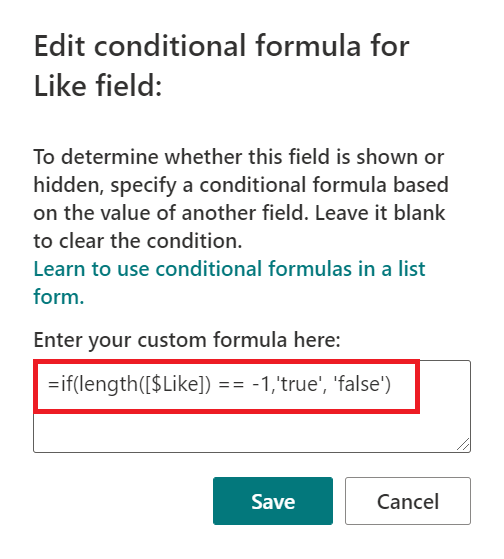 Edit conditional formula for
Like field:
To determine whether this field is shown or
hidden, specify a conditional formula based
on the value of another field. Leave it blank
to clear the condition.
Learn to use conditional formulas in a list
form.
Enter your custom formula here:
=if(length([$Like]) == -1,'true', 'false')
Save
Cancel